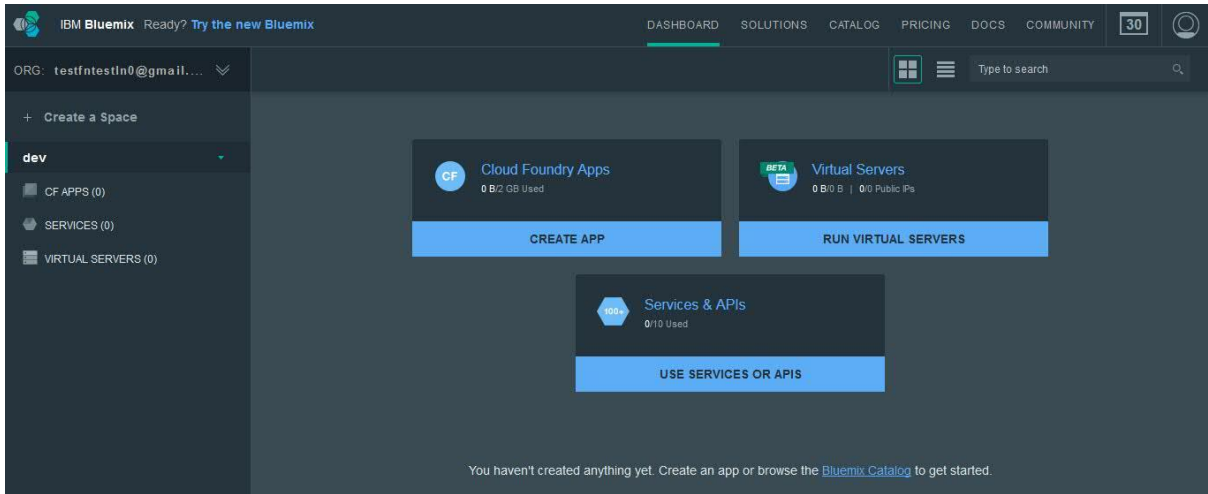 IBM Bluemix Ready? Try the new Bluemix
DASHBOARD SOLUTIONS CATALOG PRICING DOCS COMMUNITY 30
ORG: testfntestln0@gmail....
Type to search
+ Create a Space
dev
CF APPS (0)
SERVICES (0)
VIRTUAL SERVERS (0)
CF
Cloud Foundry Apps
0 B/2 GB Used
CREATE APP
BETA
Virtual Servers
0 B/0 B | 0/0 Public IPs
RUN VIRTUAL SERVERS
100+
Services & APIs
0/10 Used
USE SERVICES OR APIS
You haven't created anything yet. Create an app or browse the Bluemix Catalog to get started.